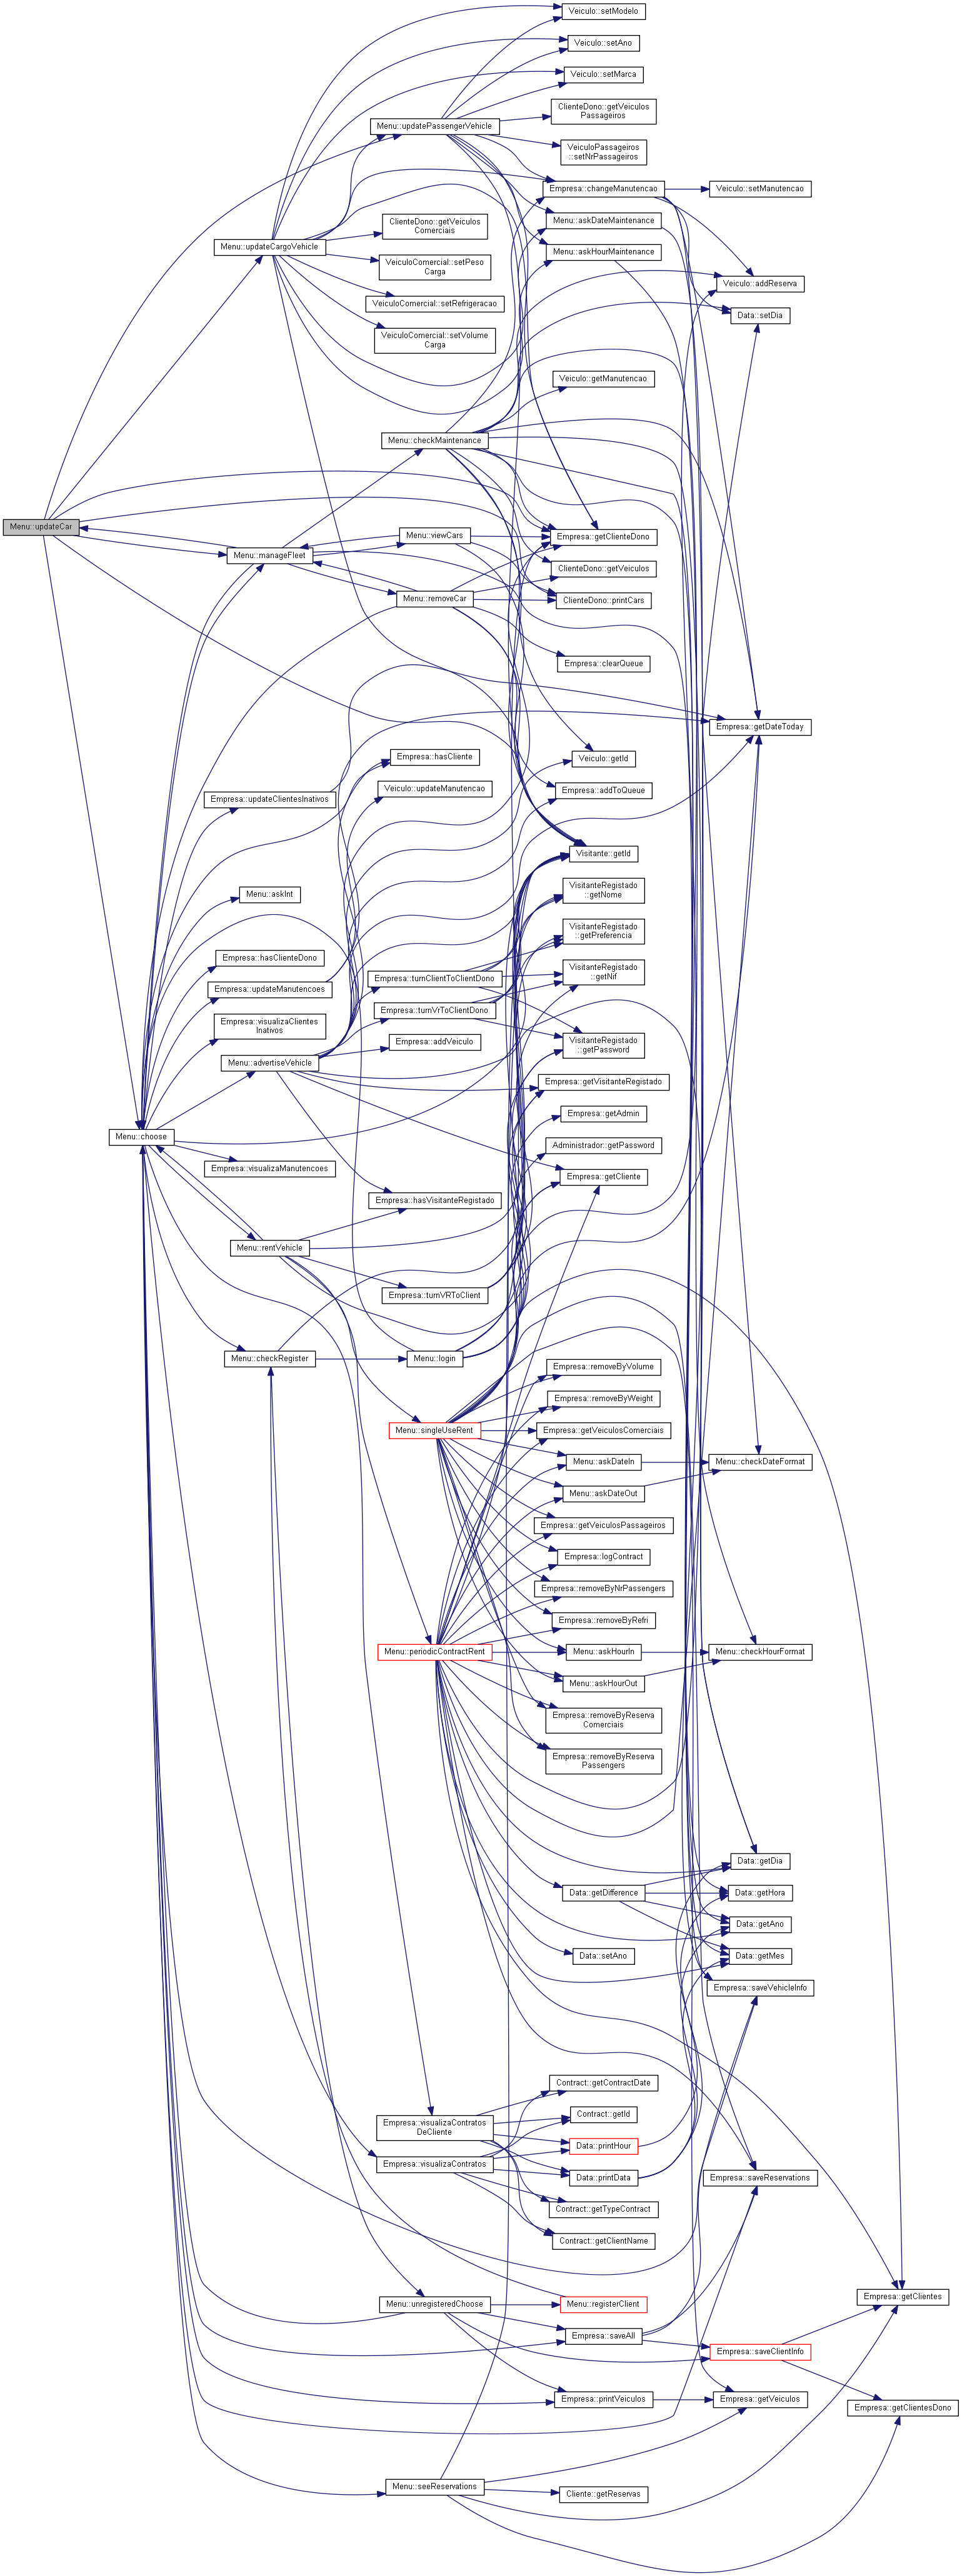 Veiculo::setModelo
Veiculo::setAno
Veiculo::setMarca
ClienteDono::getVeiculos
Passageiros
Menu::updatePassengerVehicle
VeiculoPassageiros
::setNrPassageiros
Empresa::changeManutencao
Veiculo::setManutencao
Menu::askDateMaintenance
ClienteDono::getVeiculos
Comerciais
Menu::updateCargoVehicle
Menu::askHourMaintenance
VeiculoComercial::setPeso
Carga
Veiculo::addReserva
VeiculoComercial::setRefrigeracao
Data::setDia
VeiculoComercial::setVolume
Carga
Veiculo::getManutencao
Menu::checkMaintenance
Menu::updateCar
Menu::viewCars
Empresa::getClienteDono
Menu::manageFleet
ClienteDono::getVeiculos
Menu::removeCar
ClienteDono::printCars
Empresa::clearQueue
Empresa::getDateToday
Empresa::hasCliente
Veiculo::getId
Veiculo::updateManutencao
Empresa::addToQueue
Empresa::updateClientesInativos
Visitante::getId
Menu::askInt
VisitanteRegistado
::getNome
VisitanteRegistado
::getPreferencia
Empresa::hasClienteDono
VisitanteRegistado
::getNif
Empresa::turnClientToClientDono
Empresa::updateManutencoes
Empresa::turnVrToClientDono
Empresa::visualizaClientes
Inativos
VisitanteRegistado
::getPassword
Empresa::addVeiculo
Menu::advertiseVehicle
Empresa::getVisitanteRegistado
Empresa::getAdmin
Menu::choose
Administrador::getPassword
Empresa::visualizaManutencoes
Empresa::getCliente
Empresa::hasVisitanteRegistado
Menu::rentVehicle
Empresa::turnVRToClient
Menu::checkRegister
Menu::login
Empresa::removeByVolume
Empresa::removeByWeight
Menu::singleUseRent
Empresa::getVeiculosComerciais
Menu::askDateIn
Menu::checkDateFormat
Menu::askDateOut
Empresa::getVeiculosPassageiros
Empresa::logContract
Empresa::removeByNrPassengers
Empresa::removeByRefri
Menu::periodicContractRent
Menu::askHourIn
Menu::checkHourFormat
Menu::askHourOut
Empresa::removeByReserva
Comerciais
Empresa::removeByReserva
Passengers
Data::getDia
Data::getDifference
Data::getHora
Data::getAno
Data::setAno
Data::getMes
Empresa::saveVehicleInfo
Contract::getContractDate
Empresa::visualizaContratos
DeCliente
Contract::getId
Data::printHour
Empresa::visualizaContratos
Data::printData
Empresa::saveReservations
Contract::getTypeContract
Contract::getClientName
Empresa::getClientes
Menu::unregisteredChoose
Menu::registerClient
Empresa::saveAll
Empresa::saveClientInfo
Empresa::printVeiculos
Empresa::getVeiculos
Empresa::getClientesDono
Menu::seeReservations
Cliente::getReservas